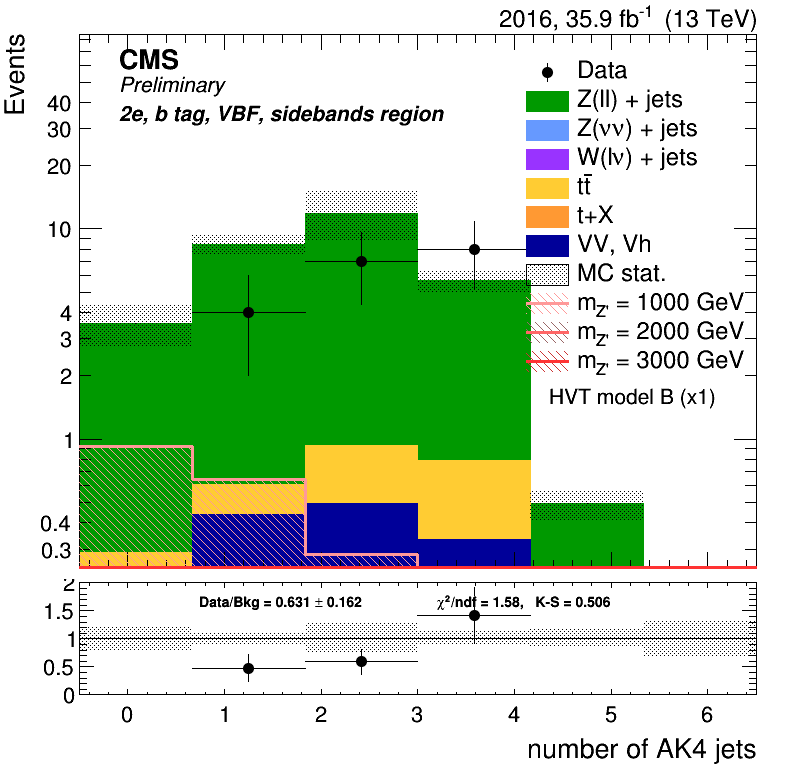 2016, 35.9 fb⁻¹ (13 TeV)
Events
CMS
Preliminary
2e, b tag, VBF, sidebands region
Data
Z(ll) + jets
Z(νν) + jets
W(lν) + jets
tt̄
t+X
VV, Vh
MC stat.
m_Z' = 1000 GeV
m_Z' = 2000 GeV
m_Z' = 3000 GeV
HVT model B (x1)
40
30
20
10
4
3
2
1
0.4
0.3
Data/Bkg = 0.631 ± 0.162 χ²/ndf = 1.58, K-S = 0.506
2
1.5
1
0.5
0
0 1 2 3 4 5 6
number of AK4 jets